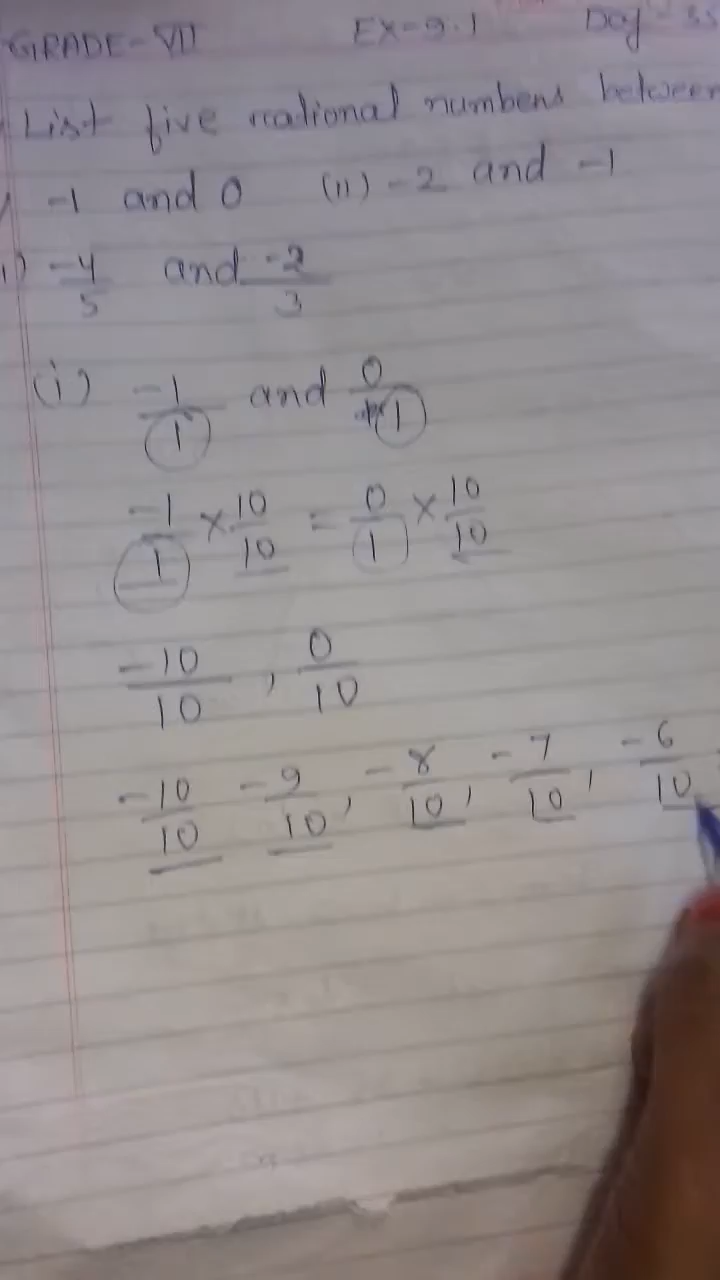 GRADE-VII EX-9.1 Day-
List five rational numbers between
-1 and 0 (II) -2 and -1
-4/5 and -2/3
(i) -1/1 and 0/1
-1/1 × 10/10 = 0/1 × 10/10
-10/10 , 0/10
-10/10 -9/10, -8/10, -7/10, -6/10